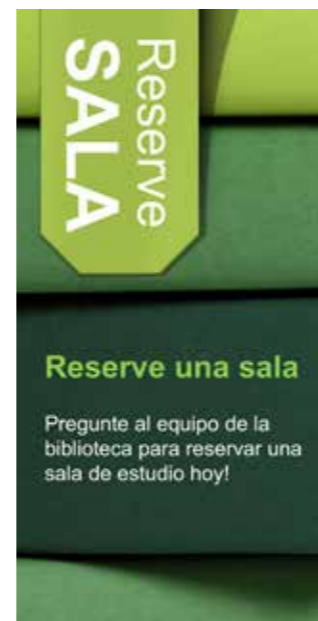 Reserve
SALA
Reserve una sala
Pregunte al equipo de la
biblioteca para reservar una
sala de estudio hoy!